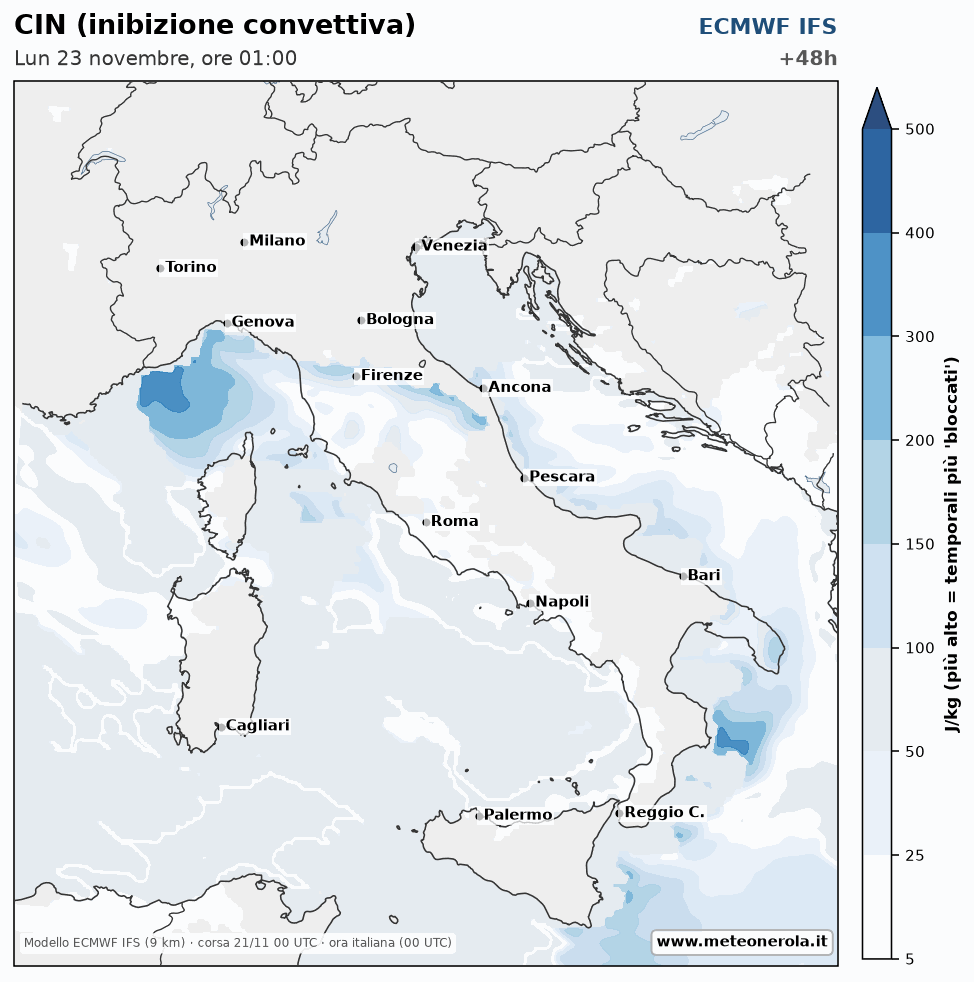 CIN (inibizione convettiva)
ECMWF IFS
Lun 23 novembre, ore 01:00
+48h
Milano
Venezia
Torino
Genova
Bologna
Firenze
Ancona
Pescara
Roma
Bari
Napoli
Cagliari
Palermo
Reggio C.
Modello ECMWF IFS (9 km) · corsa 21/11 00 UTC · ora italiana (00 UTC)
www.meteonerola.it
500
400
300
200
150
100
50
25
5
J/kg (più alto = temporali più 'bloccati')